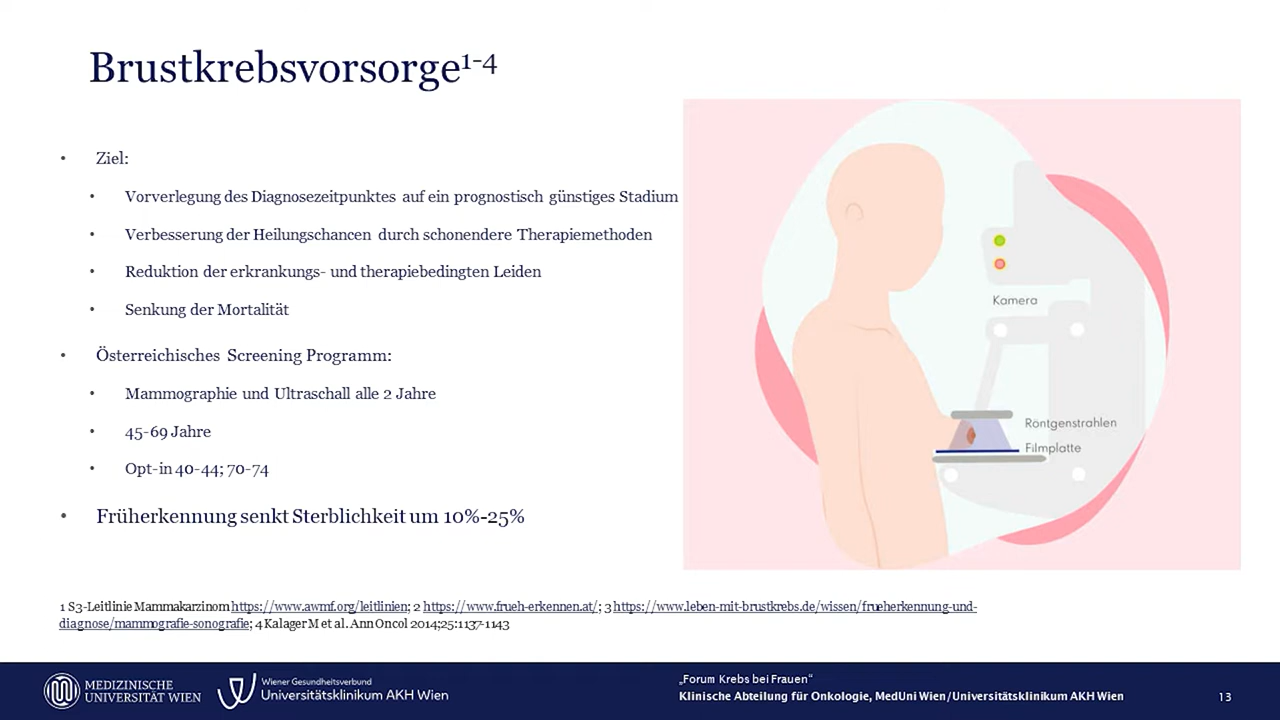 Brustkrebsvorsorge¹⁻⁴
• Ziel:
• Vorverlegung des Diagnosezeitpunktes auf ein prognostisch günstiges Stadium
• Verbesserung der Heilungschancen durch schonendere Therapiemethoden
• Reduktion der erkrankungs- und therapiebedingten Leiden
• Senkung der Mortalität
• Österreichisches Screening Programm:
• Mammographie und Ultraschall alle 2 Jahre
• 45-69 Jahre
• Opt-in 40-44; 70-74
• Früherkennung senkt Sterblichkeit um 10%-25%
Kamera
Röntgenstrahlen
Filmplatte
1 S3-Leitlinie Mammakarzinom https://www.awmf.org/leitlinien; 2 https://www.frueh-erkennen.at/; 3 https://www.leben-mit-brustkrebs.de/wissen/frueherkennung-und-
diagnose/mammografie-sonografie; 4 Kalager M et al. Ann Oncol 2014;25:1137-1143
MEDIZINISCHE
UNIVERSITÄT WIEN
Wiener Gesundheitsverbund
Universitätsklinikum AKH Wien
„Forum Krebs bei Frauen“
Klinische Abteilung für Onkologie, MedUni Wien/Universitätsklinikum AKH Wien
13